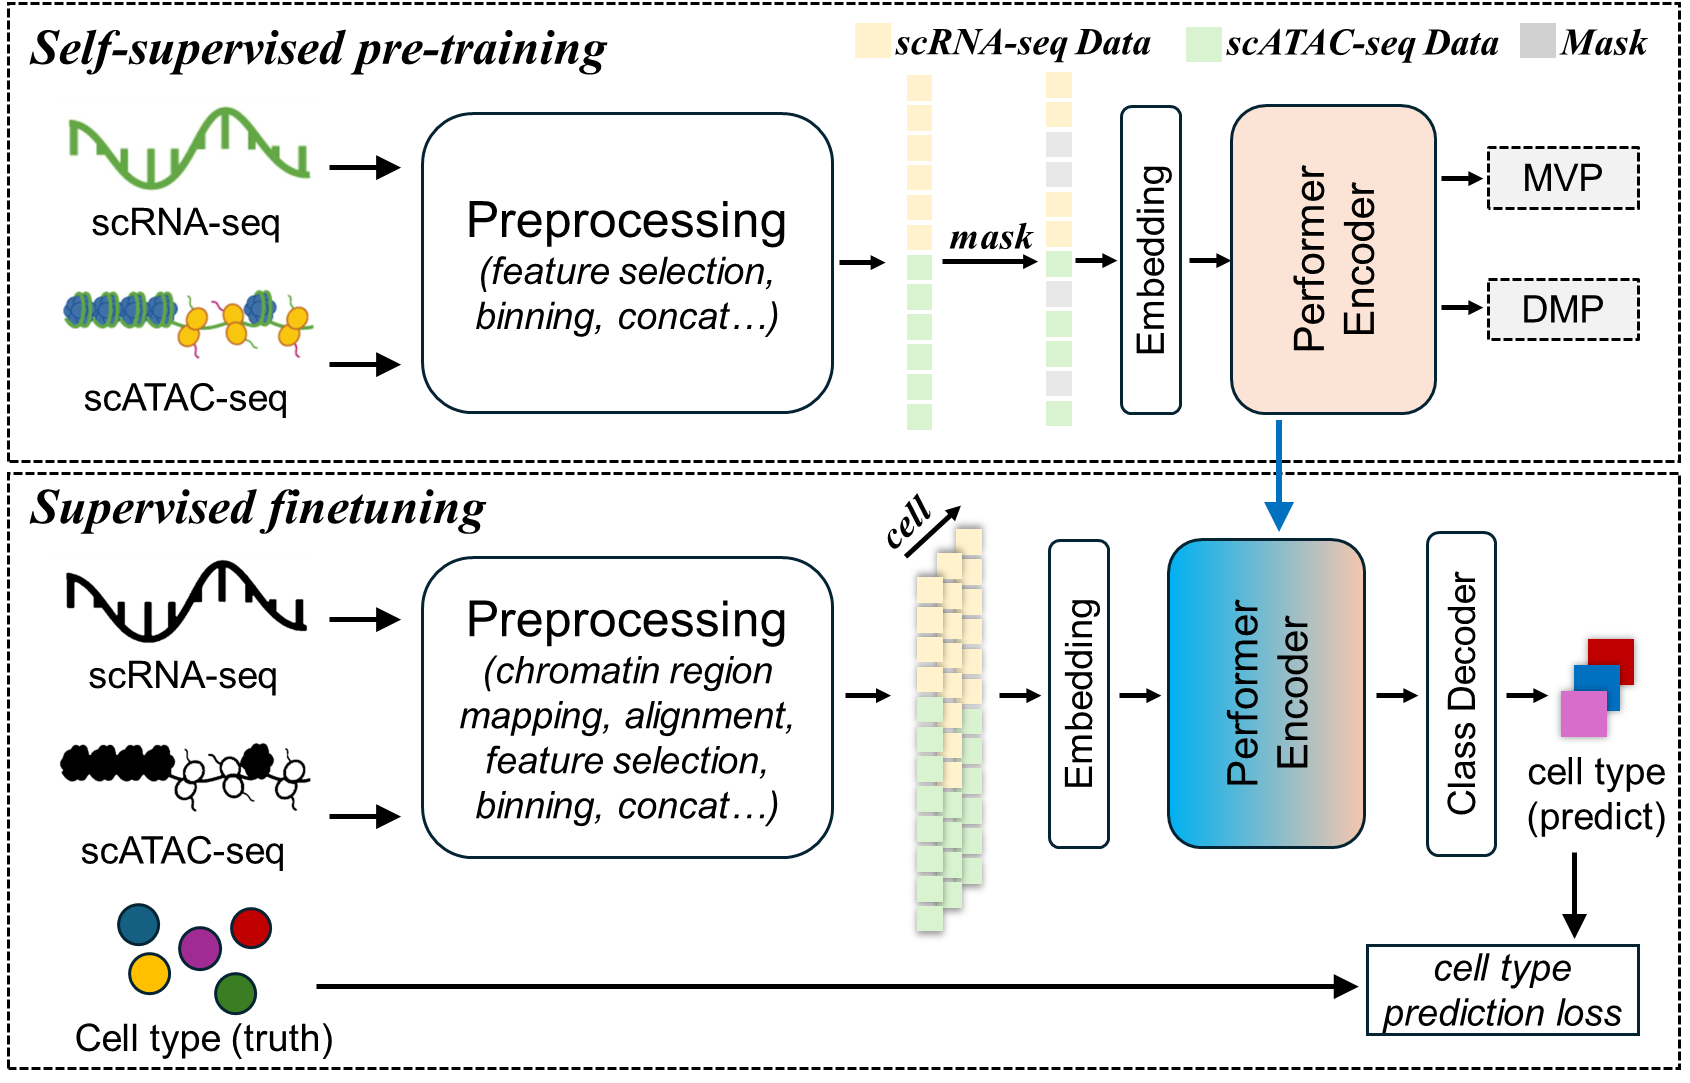 Self-supervised pre-training
scRNA-seq Data
scATAC-seq Data
Mask
scRNA-seq
scATAC-seq
Preprocessing
(feature selection,
binning, concat…)
mask
Embedding
Performer
Encoder
MVP
DMP
Supervised finetuning
scRNA-seq
scATAC-seq
Cell type (truth)
Preprocessing
(chromatin region
mapping, alignment,
feature selection,
binning, concat…)
cell
Embedding
Performer
Encoder
Class Decoder
cell type
(predict)
cell type
prediction loss